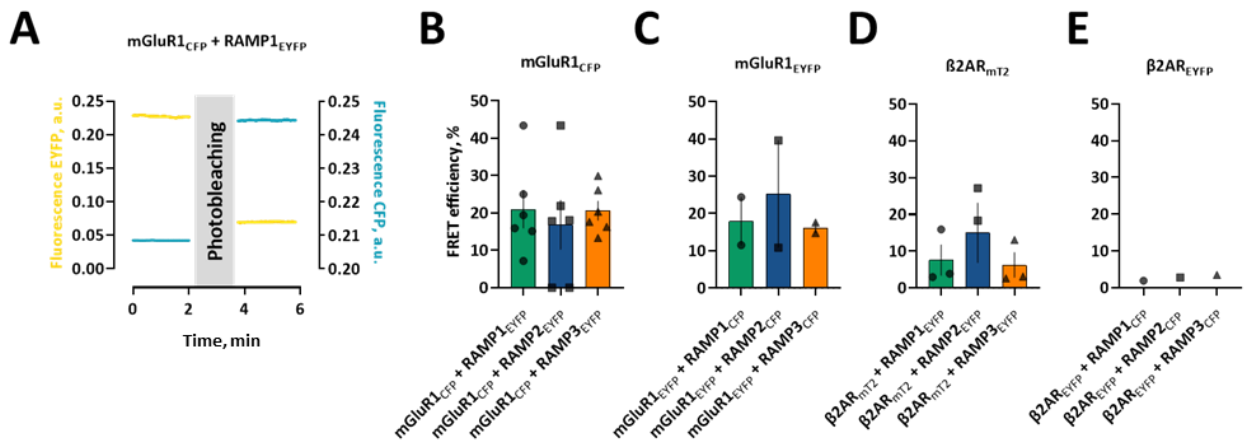 A
mGluR1CFP + RAMP1EYFP
Fluorescence EYFP, a.u.
0.25
0.20
0.15
0.10
0.05
0.00
Photobleaching
0.25
0.24
0.23
0.22
0.21
0.20
Fluorescence CFP, a.u.
0 2 4 6
Time, min
B
mGluR1CFP
FRET efficiency, %
50
40
30
20
10
0
mGluR1CFP + RAMP1EYFP
mGluR1CFP + RAMP2EYFP
mGluR1CFP + RAMP3EYFP
C
mGluR1EYFP
50
40
30
20
10
0
mGluR1EYFP + RAMP1CFP
mGluR1EYFP + RAMP2CFP
mGluR1EYFP + RAMP3CFP
D
ß2ARmT2
50
40
30
20
10
0
β2ARmT2 + RAMP1EYFP
β2ARmT2 + RAMP2EYFP
β2ARmT2 + RAMP3EYFP
E
β2AREYFP
50
40
30
20
10
0
β2AREYFP + RAMP1CFP
β2AREYFP + RAMP2CFP
β2AREYFP + RAMP3CFP